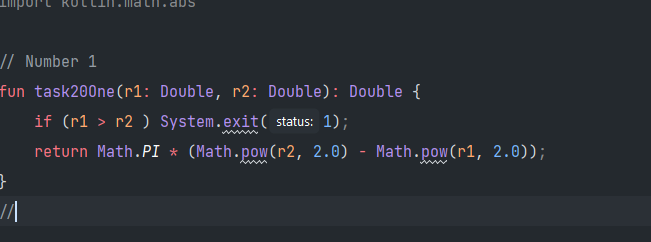 import kotlin.math.abs
// Number 1
fun task20One(r1: Double, r2: Double): Double {
if (r1 > r2 ) System.exit( status: 1);
return Math.PI * (Math.pow(r2, 2.0) - Math.pow(r1, 2.0));
}
//